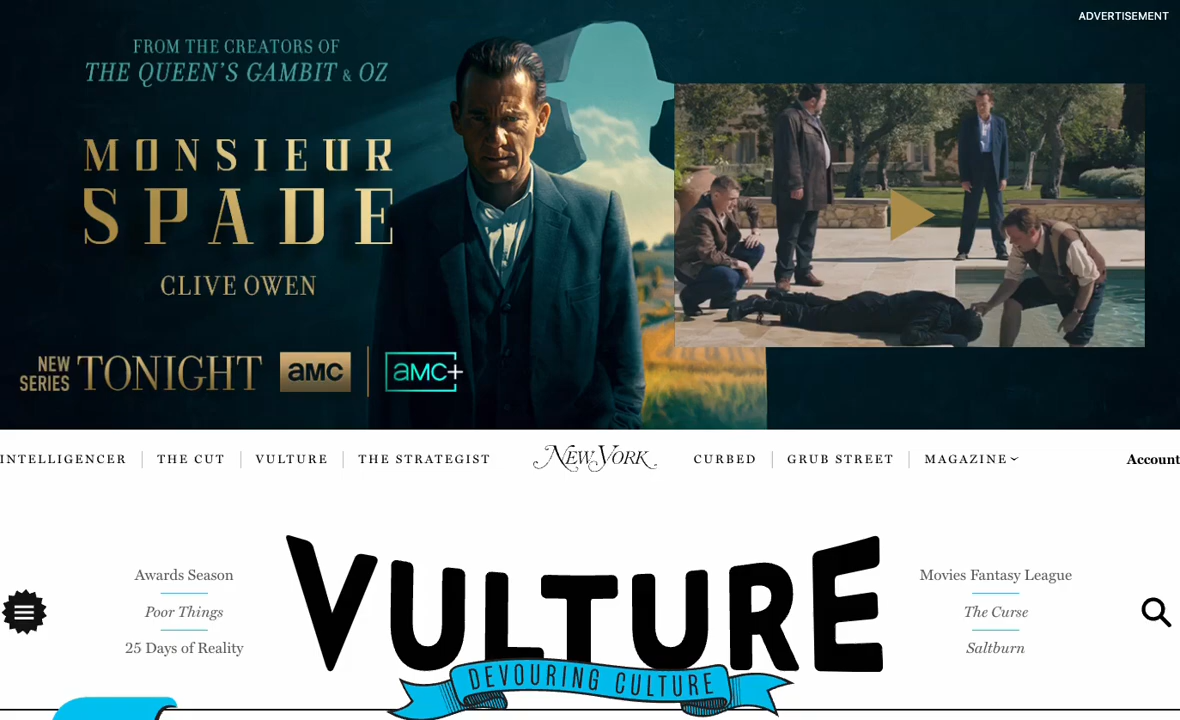 ADVERTISEMENT
FROM THE CREATORS OF
THE QUEEN'S GAMBIT & OZ
MONSIEUR
SPADE
CLIVE OWEN
NEW
SERIES
TONIGHT
aMC
aMC+
INTELLIGENCER
THE CUT
VULTURE
THE STRATEGIST
NEW YORK
CURBED
GRUB STREET
MAGAZINE
Account
Awards Season
Poor Things
25 Days of Reality
VULTURE
DEVOURING CULTURE
Movies Fantasy League
The Curse
Saltburn